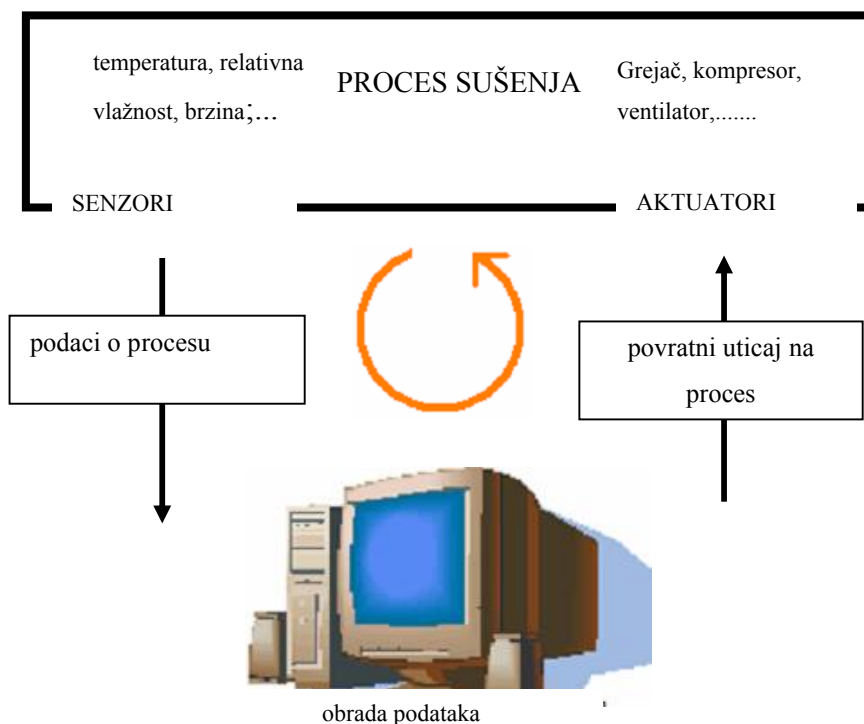 temperatura, relativna
vlažnost, brzina;...
PROCES SUŠENJA
Grejač, kompresor,
ventilator,.......
SENZORI
AKTUATORI
podaci o procesu
povratni uticaj na
proces
obrada podataka